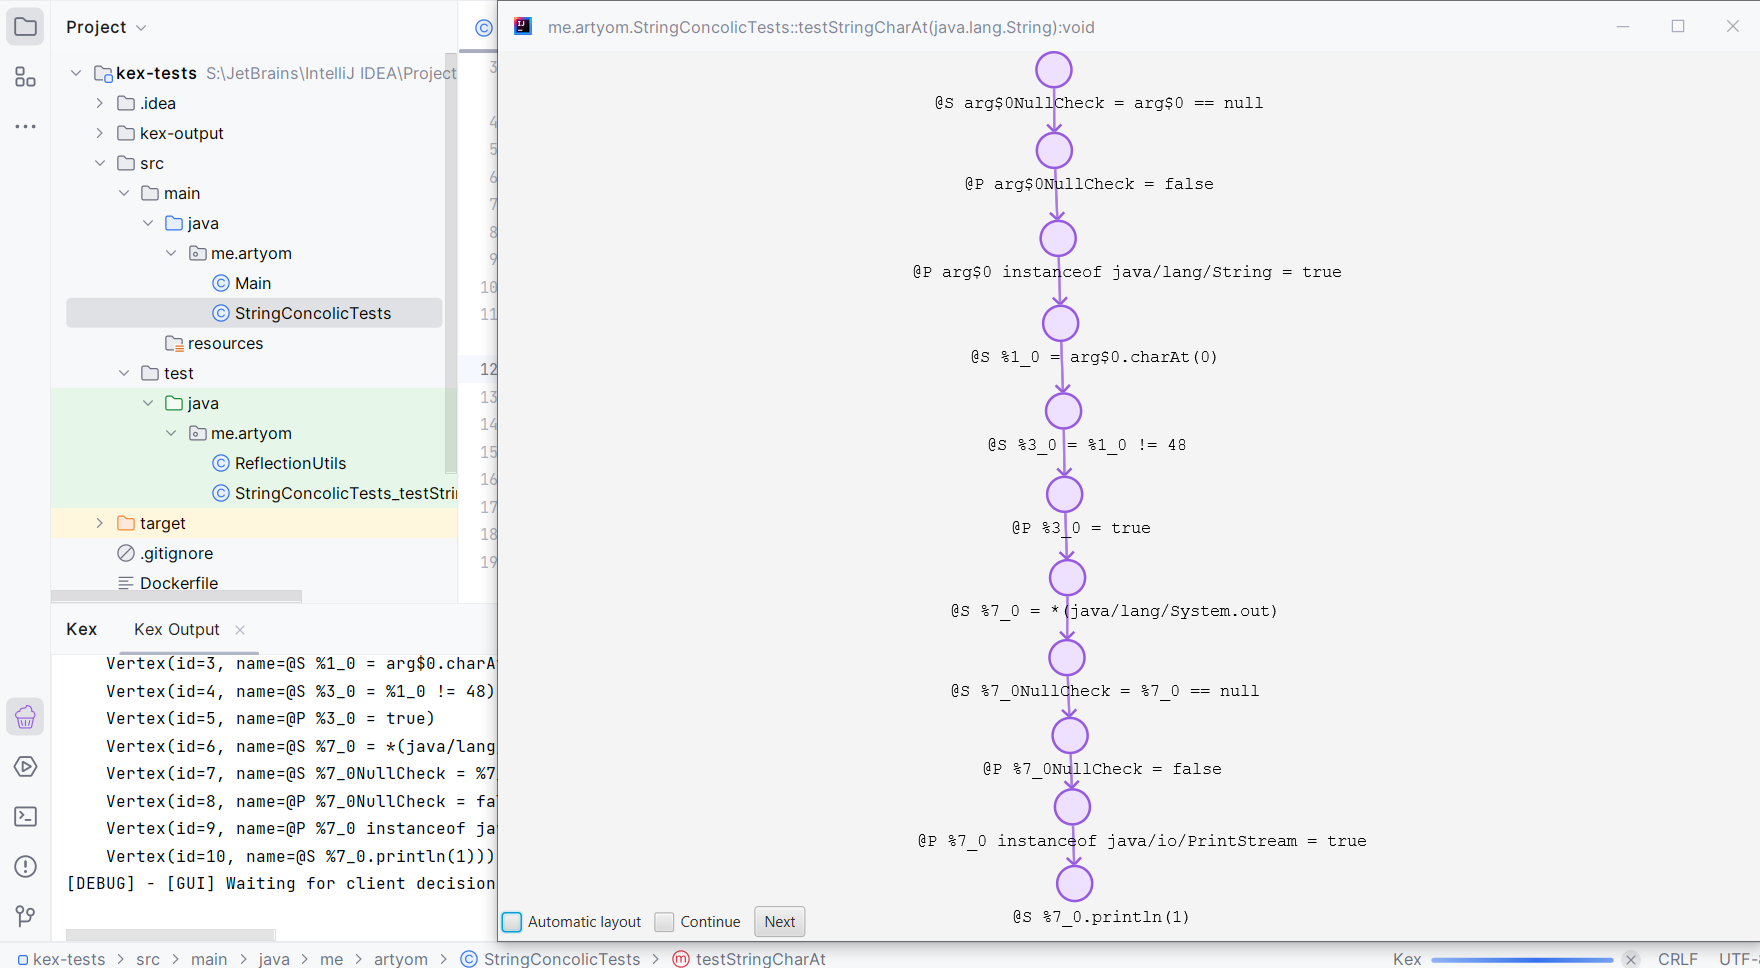 Project
kex-tests S:\JetBrains\IntelliJ IDEA\Project
.idea
kex-output
src
main
java
me.artyom
Main
StringConcolicTests
resources
test
java
me.artyom
ReflectionUtils
StringConcolicTests_testStri
target
.gitignore
Dockerfile
3
4
5
6
7
8
9
10
11
12
13
14
15
16
17
18
19
me.artyom.StringConcolicTests::testStringCharAt(java.lang.String):void
@S arg$0NullCheck = arg$0 == null
@P arg$0NullCheck = false
@P arg$0 instanceof java/lang/String = true
@S %1_0 = arg$0.charAt(0)
@S %3_0 = %1_0 != 48
@P %3_0 = true
@S %7_0 = *(java/lang/System.out)
@S %7_0NullCheck = %7_0 == null
@P %7_0NullCheck = false
@P %7_0 instanceof java/io/PrintStream = true
@S %7_0.println(1)
Automatic layout Continue Next
Kex Kex Output
Vertex(id=3, name=@S %1_0 = arg$0.charAt
Vertex(id=4, name=@S %3_0 = %1_0 != 48)
Vertex(id=5, name=@P %3_0 = true)
Vertex(id=6, name=@S %7_0 = *(java/lang
Vertex(id=7, name=@S %7_0NullCheck = %7_
Vertex(id=8, name=@P %7_0NullCheck = fal
Vertex(id=9, name=@P %7_0 instanceof ja
Vertex(id=10, name=@S %7_0.println(1)))
[DEBUG] - [GUI] Waiting for client decision
kex-tests > src > main > java > me > artyom > StringConcolicTests > testStringCharAt Kex CRLF UTF-